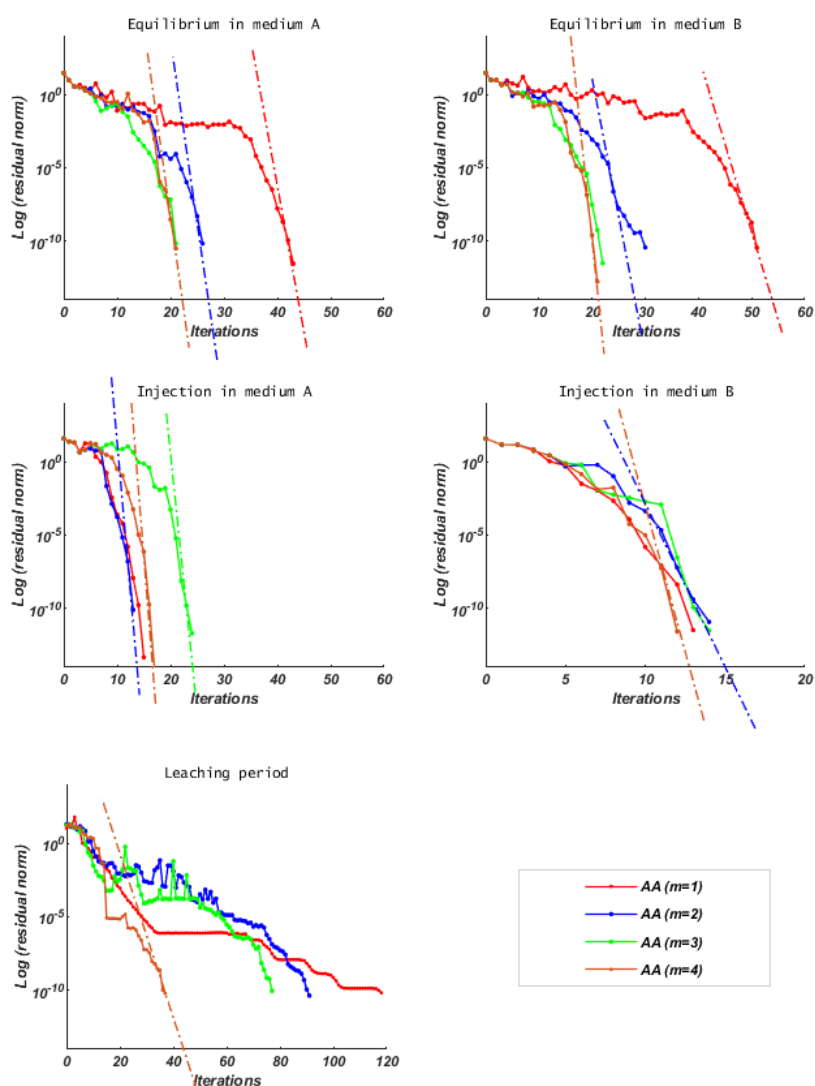 Equilibrium in medium A
Log (residual norm)
10^0
10^-5
10^-10
0 10 20 30 40 50 60
Iterations
Equilibrium in medium B
Log (residual norm)
10^0
10^-5
10^-10
0 10 20 30 40 50 60
Iterations
Injection in medium A
Log (residual norm)
10^0
10^-5
10^-10
0 10 20 30 40 50 60
Iterations
Injection in medium B
Log (residual norm)
10^0
10^-5
10^-10
0 5 10 15 20
Iterations
Leaching period
Log (residual norm)
10^0
10^-5
10^-10
0 20 40 60 80 100 120
Iterations
AA (m=1)
AA (m=2)
AA (m=3)
AA (m=4)